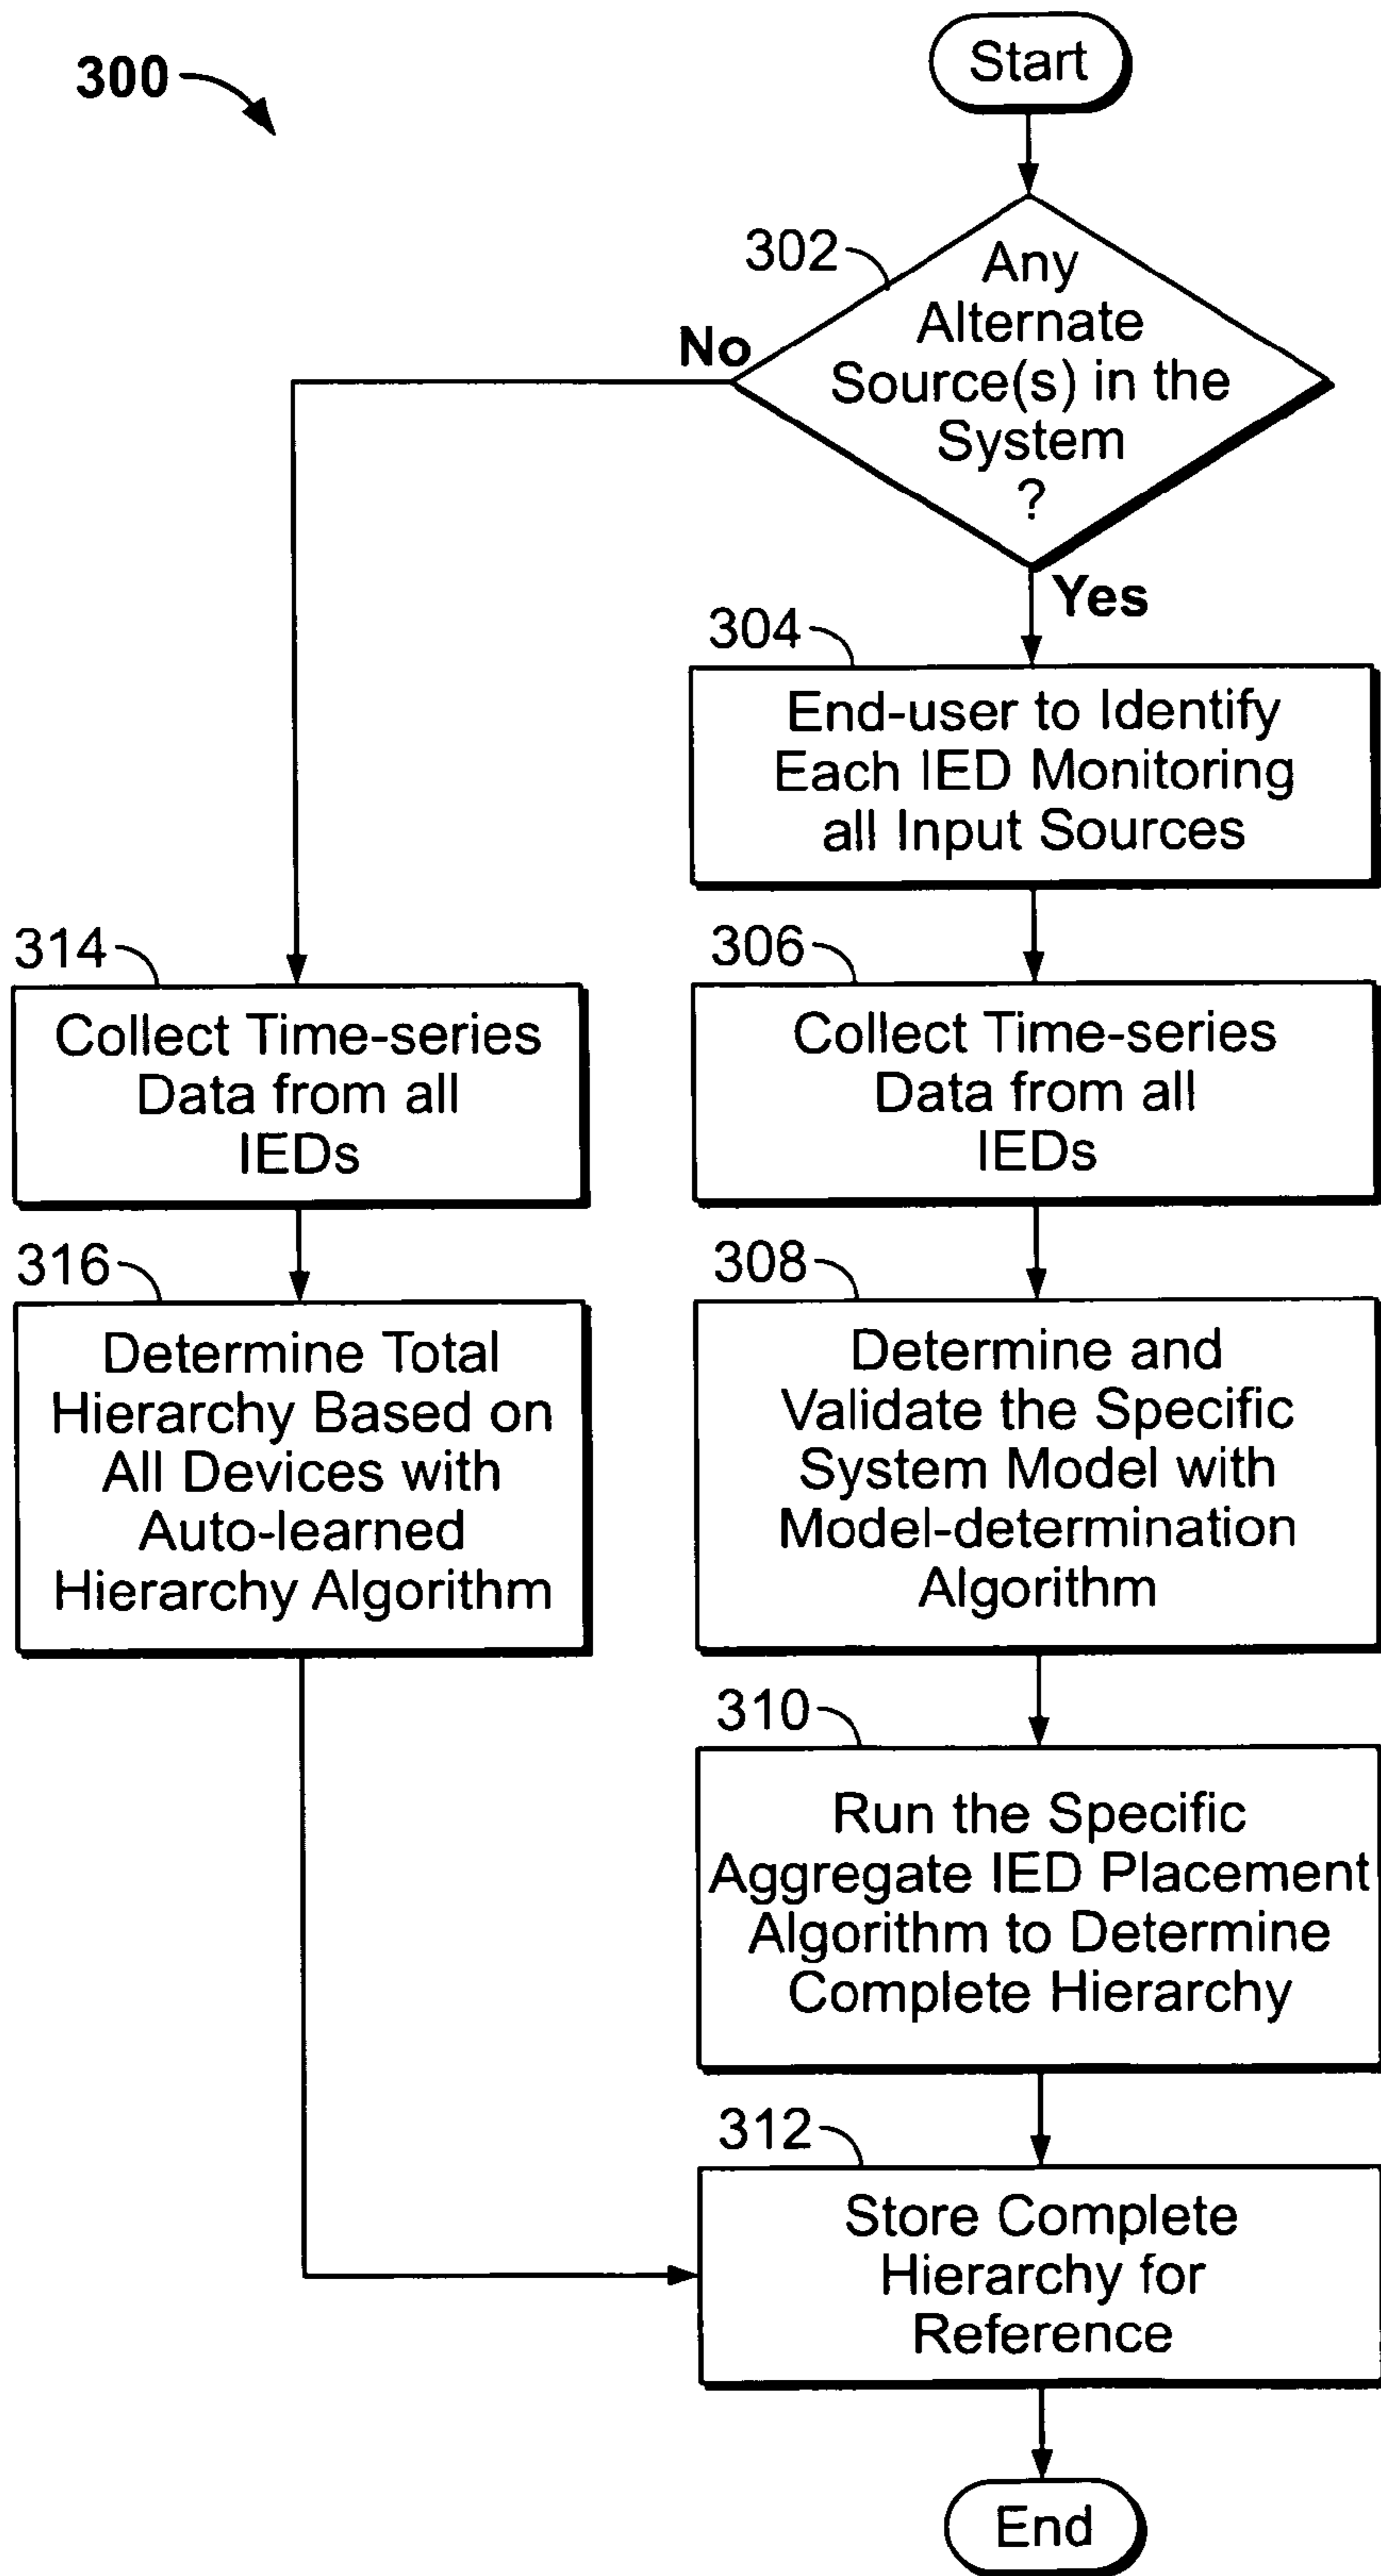 300
Start
302
Any
Alternate
Source(s) in the
System
?
No
Yes
304
End-user to Identify
Each IED Monitoring
all Input Sources
314
Collect Time-series
Data from all
IEDs
306
Collect Time-series
Data from all
IEDs
316
Determine Total
Hierarchy Based on
All Devices with
Auto-learned
Hierarchy Algorithm
308
Determine and
Validate the Specific
System Model with
Model-determination
Algorithm
310
Run the Specific
Aggregate IED Placement
Algorithm to Determine
Complete Hierarchy
312
Store Complete
Hierarchy for
Reference
End